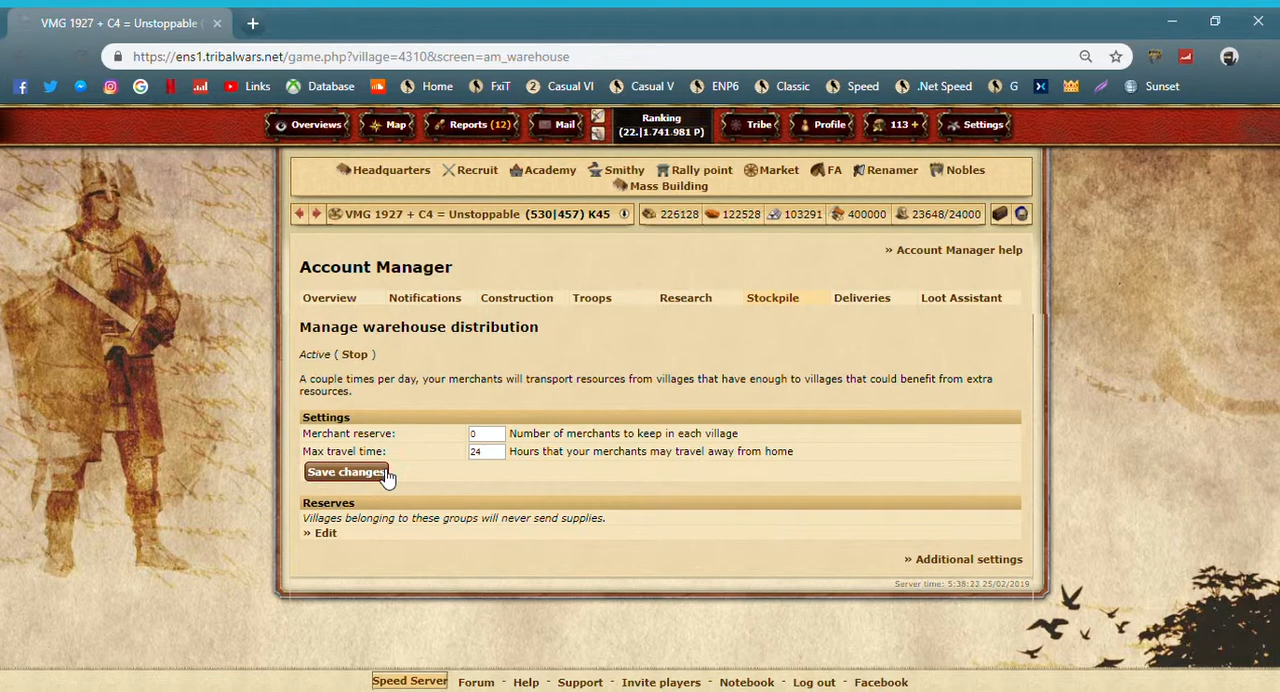 VMG 1927 + C4 = Unstoppable (
https://ens1.tribalwars.net/game.php?village=4310&screen=am_warehouse
Links Database Home FxiT Casual VI Casual V ENP6 Classic Speed .Net Speed G Sunset
Overviews Map Reports (12) Mail Ranking Tribe Profile 113 + Settings
(22.|1.741.981 P)
Headquarters Recruit Academy Smithy Rally point Market FA Renamer Nobles
Mass Building
VMG 1927 + C4 = Unstoppable (530|457) K45 226128 122528 103291 400000 23648/24000
» Account Manager help
Account Manager
Overview Notifications Construction Troops Research Stockpile Deliveries Loot Assistant
Manage warehouse distribution
Active ( Stop )
A couple times per day, your merchants will transport resources from villages that have enough to villages that could benefit from extra
resources.
Settings
Merchant reserve: 0 Number of merchants to keep in each village
Max travel time: 24 Hours that your merchants may travel away from home
Save changes
Reserves
Villages belonging to these groups will never send supplies.
» Edit
» Additional settings
Server time: 5:38:22 25/02/2019
Speed Server Forum - Help - Support - Invite players - Notebook - Log out - Facebook